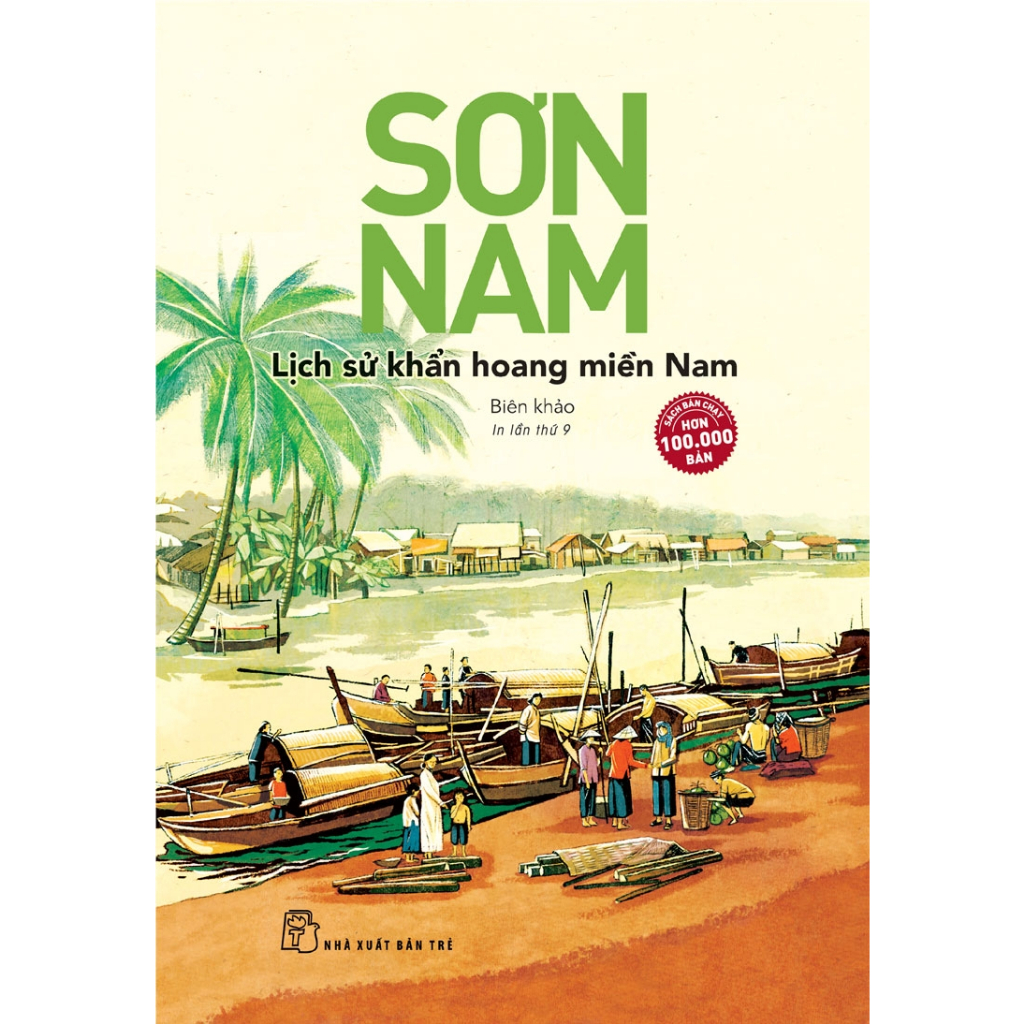 SƠN
NAM
Lịch sử khẩn hoang miền Nam
Biên khảo
In lần thứ 9
SÁCH BÁN CHẠY
HƠN
100.000
BẢN
T
NHÀ XUẤT BẢN TRẺ